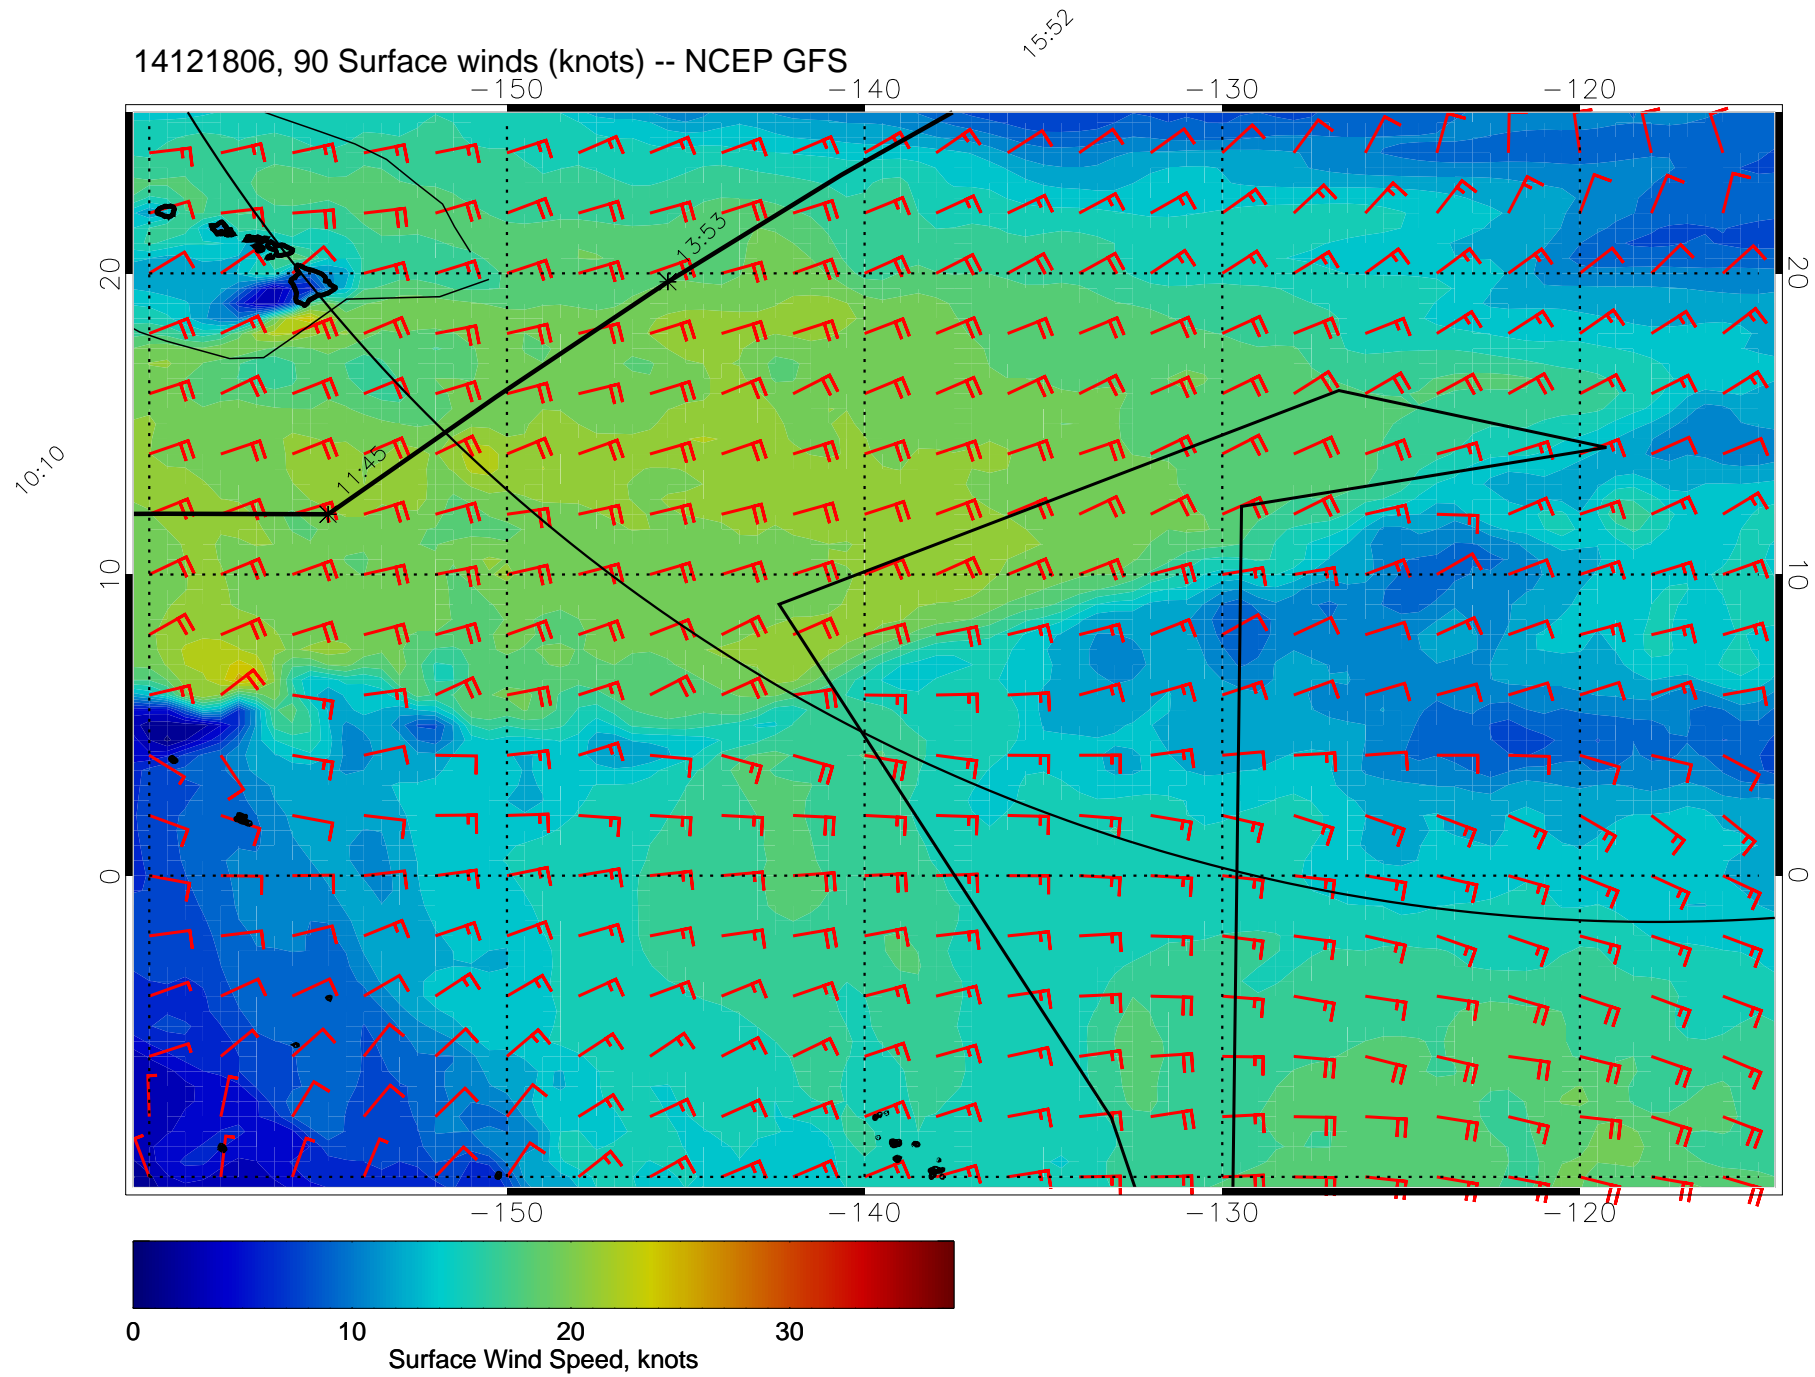 15:52
14121806, 90 Surface winds (knots) -- NCEP GFS
-150 -140 -130 -120
13:53
20 20
11:45
10:10
10 10
0 0
-150 -140 -130 -120
0 10 20 30
Surface Wind Speed, knots